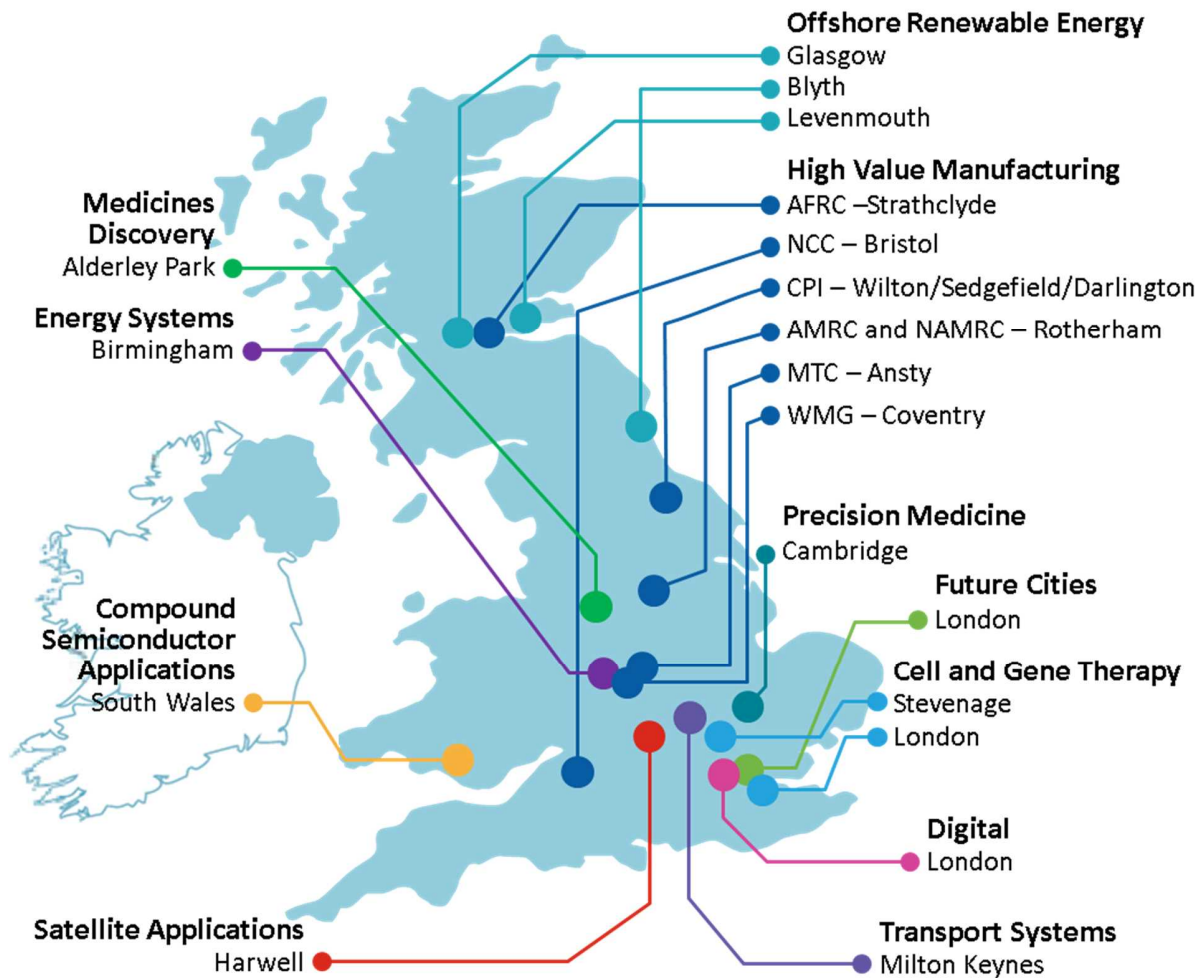 Offshore Renewable Energy
Glasgow
Blyth
Levenmouth
High Value Manufacturing
AFRC –Strathclyde
NCC – Bristol
CPI – Wilton/Sedgefield/Darlington
AMRC and NAMRC – Rotherham
MTC – Ansty
WMG – Coventry
Medicines
Discovery
Alderley Park
Energy Systems
Birmingham
Precision Medicine
Cambridge
Future Cities
London
Compound
Semiconductor
Applications
South Wales
Cell and Gene Therapy
Stevenage
London
Digital
London
Satellite Applications
Harwell
Transport Systems
Milton Keynes